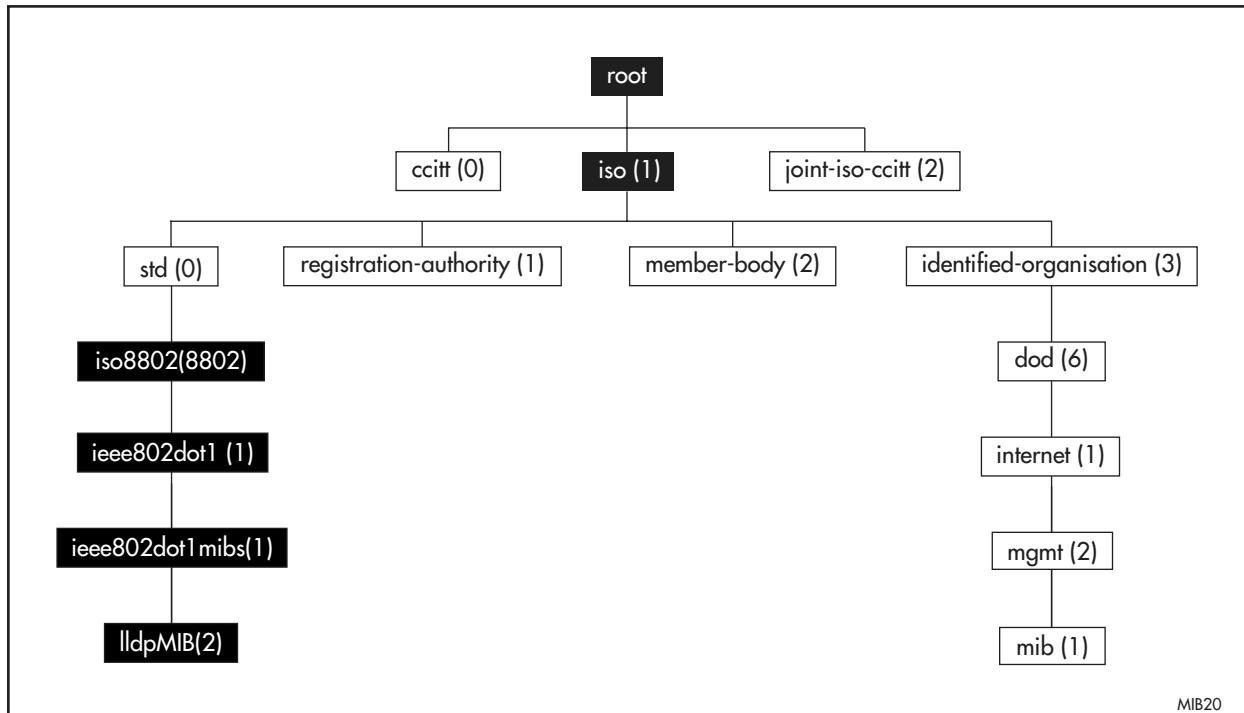 root
ccitt (0)
iso (1)
joint-iso-ccitt (2)
std (0)
registration-authority (1)
member-body (2)
identified-organisation (3)
iso8802(8802)
dod (6)
ieee802dot1 (1)
internet (1)
ieee802dot1mibs(1)
mgmt (2)
lldpMIB(2)
mib (1)
MIB20